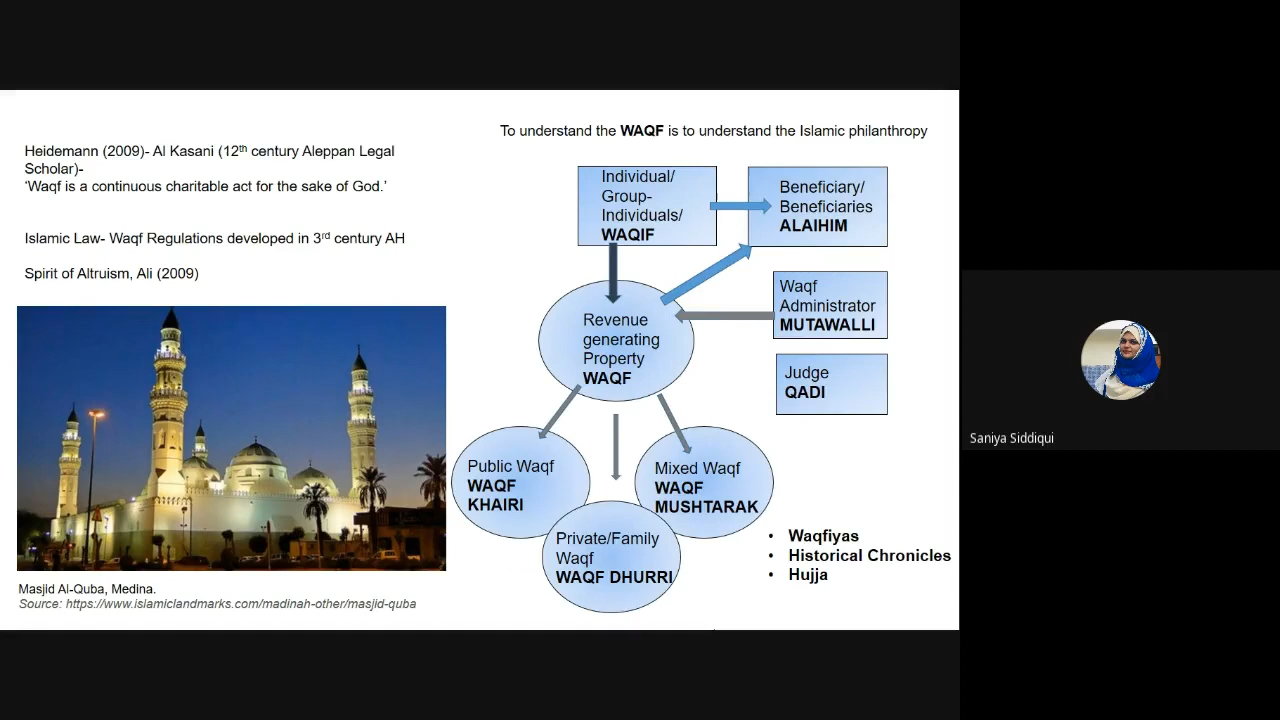 Heidemann (2009)- Al Kasani (12th century Aleppan Legal
Scholar)-
‘Waqf is a continuous charitable act for the sake of God.’
Islamic Law- Waqf Regulations developed in 3rd century AH
Spirit of Altruism, Ali (2009)
Masjid Al-Quba, Medina.
Source: https://www.islamiclandmarks.com/madinah-other/masjid-quba
To understand the WAQF is to understand the Islamic philanthropy
Individual/
Group-
Individuals/
WAQIF
Beneficiary/
Beneficiaries
ALAIHIM
Waqf
Administrator
MUTAWALLI
Revenue
generating
Property
WAQF
Judge
QADI
Public Waqf
WAQF
KHAIRI
Private/Family
Waqf
WAQF DHURRI
Mixed Waqf
WAQF
MUSHTARAK
• Waqfiyas
• Historical Chronicles
• Hujja
Saniya Siddiqui